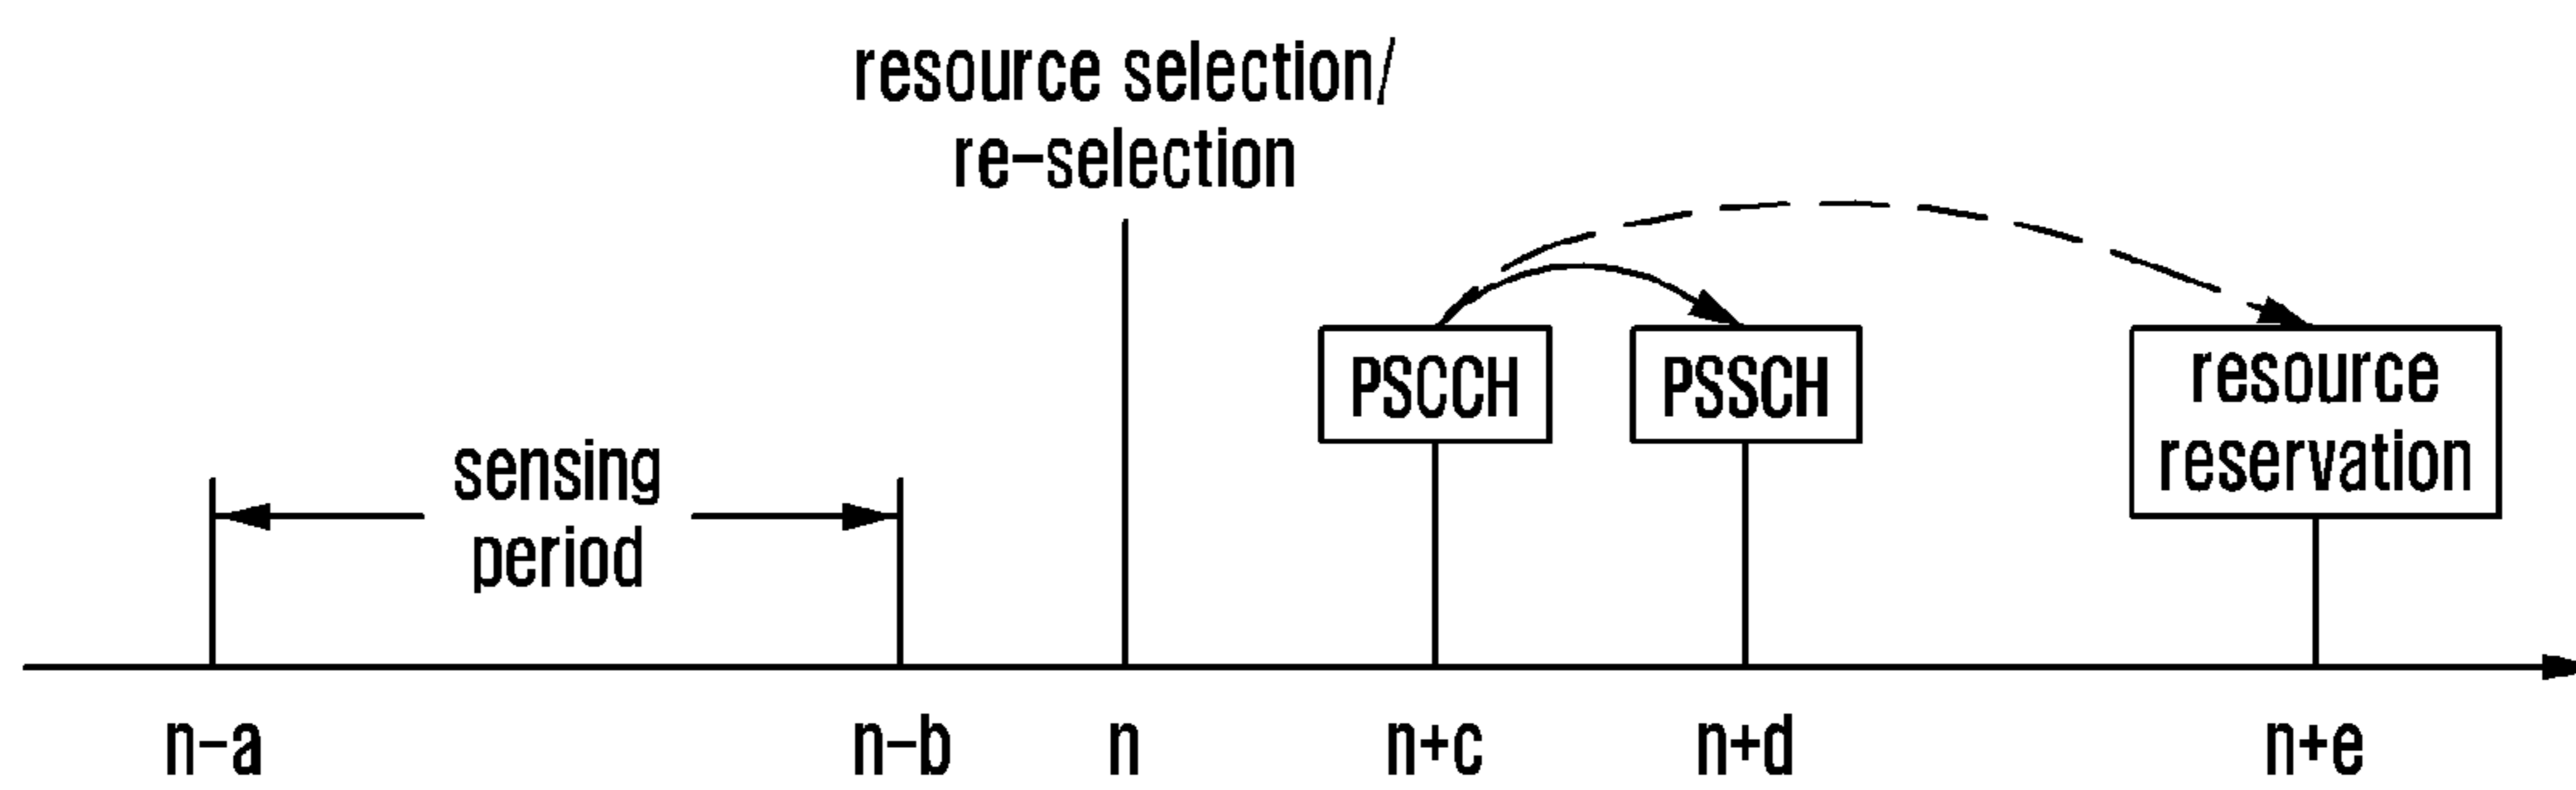 resource selection/
re-selection
PSCCH
PSSCH
resource
reservation
sensing
period
n-a
n-b
n
n+c
n+d
n+e